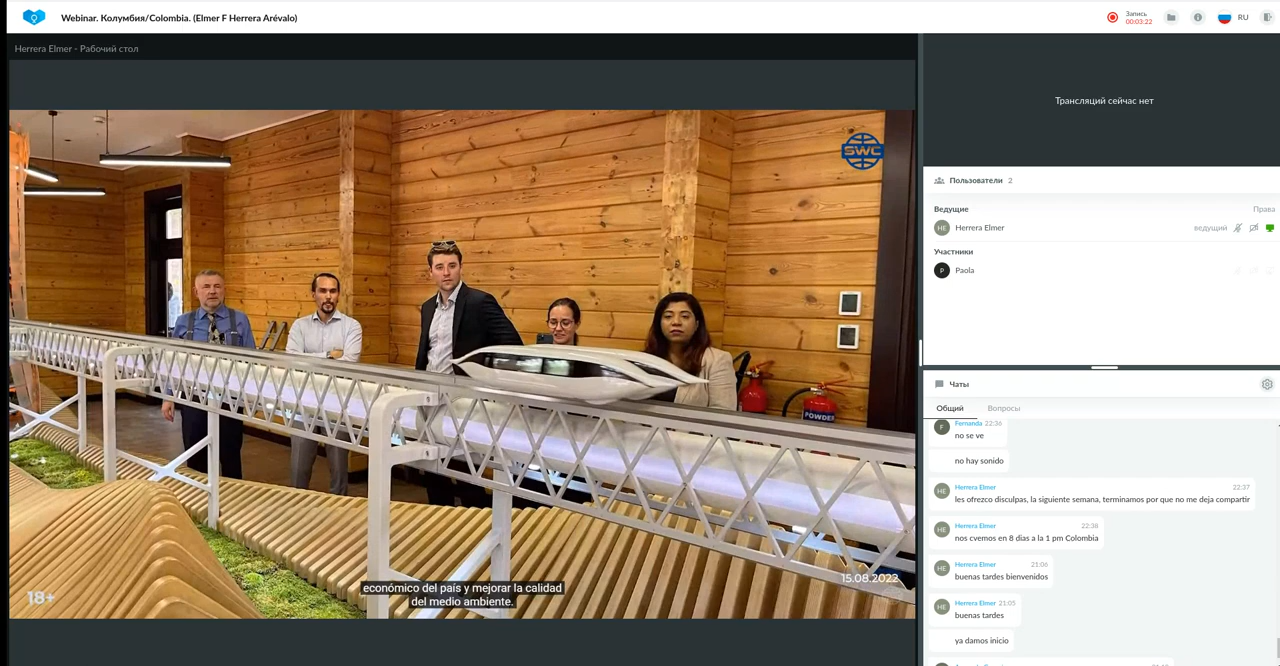 Webinar. Колумбия/Colombia. (Elmer F Herrera Arévalo)
Запись
00:03:22
RU
Herrera Elmer - Рабочий стол
SWC
POWDER
económico del país y mejorar la calidad
del medio ambiente.
18+
15.08.2022
Трансляций сейчас нет
Пользователи 2
Ведущие Права
HE Herrera Elmer ведущий
Участники
P Paola
Чаты
Общий Вопросы
F Fernanda 22:36
no se ve
no hay sonido
HE Herrera Elmer 22:37
les ofrezco disculpas, la siguiente semana, terminamos por que no me deja compartir
HE Herrera Elmer 22:38
nos cvemos en 8 dias a la 1 pm Colombia
HE Herrera Elmer 21:06
buenas tardes bienvenidos
HE Herrera Elmer 21:05
buenas tardes
ya damos inicio